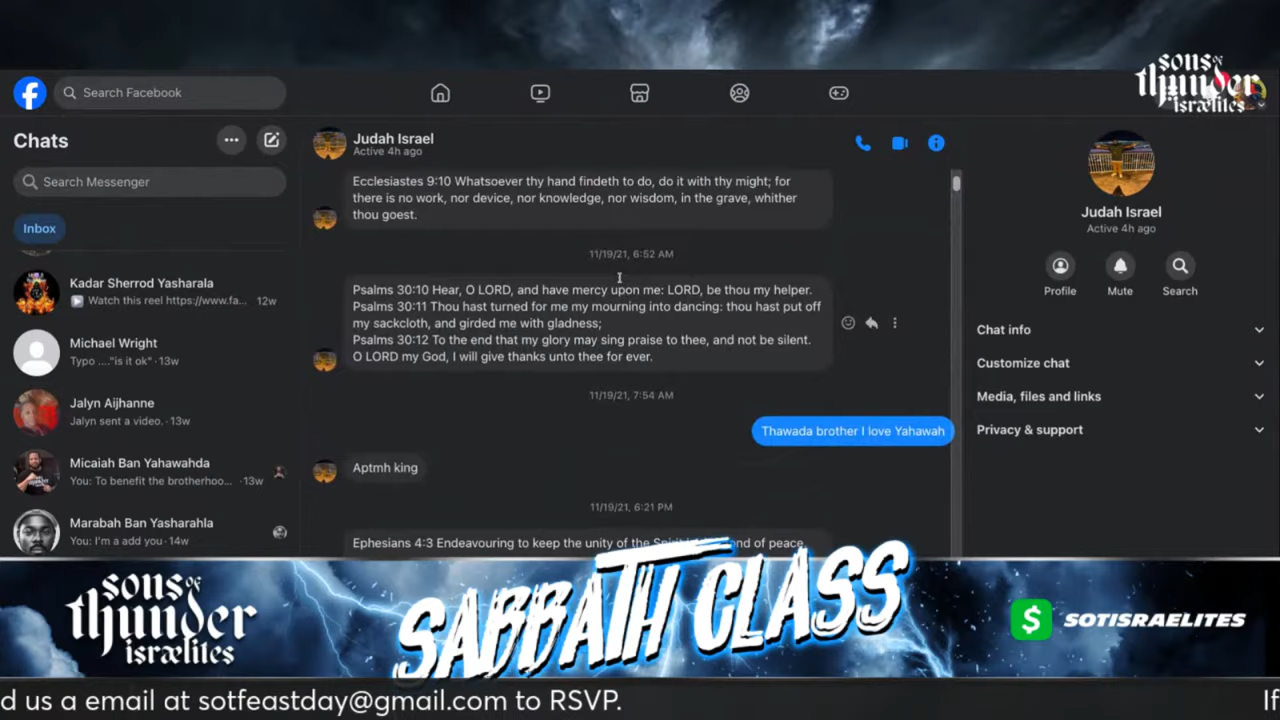 sons of
thunder
israelites
Search Facebook
Chats
Search Messenger
Inbox
Kadar Sherrod Yasharala
Watch this reel https://www.fa... 12w
Michael Wright
Typo ...."is it ok" · 13w
Jalyn Aijhanne
Jalyn sent a video. · 13w
Micaiah Ban Yahawahda
You: To benefit the brotherhoo... · 13w
Marabah Ban Yasharahla
You: I'm a add you · 14w
Judah Israel
Active 4h ago
Ecclesiastes 9:10 Whatsoever thy hand findeth to do, do it with thy might; for
there is no work, nor device, nor knowledge, nor wisdom, in the grave, whither
thou goest.
11/19/21, 6:52 AM
Psalms 30:10 Hear, O LORD, and have mercy upon me: LORD, be thou my helper.
Psalms 30:11 Thou hast turned for me my mourning into dancing: thou hast put off
my sackcloth, and girded me with gladness;
Psalms 30:12 To the end that my glory may sing praise to thee, and not be silent.
O LORD my God, I will give thanks unto thee for ever.
11/19/21, 7:54 AM
Thawada brother I love Yahawah
Aptmh king
11/19/21, 6:21 PM
Ephesians 4:3 Endeavouring to keep the unity of the of peace.
Judah Israel
Active 4h ago
Profile
Mute
Search
Chat info
Customize chat
Media, files and links
Privacy & support
sons of
thunder
israelites
SABBATH CLASS
$ SOTISRAELITES
d us a email at sotfeastday@gmail.com to RSVP.
If